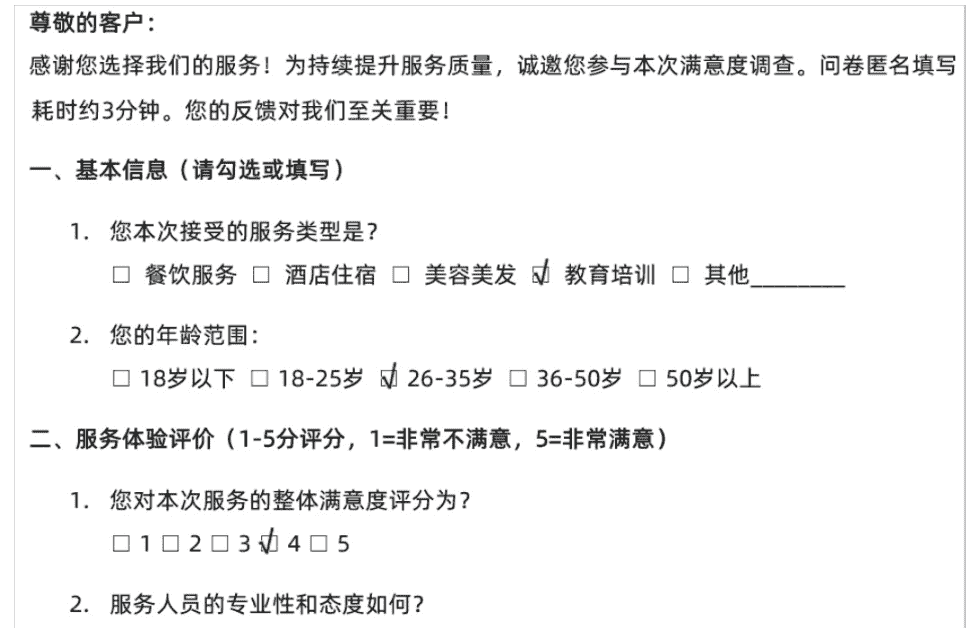 尊敬的客户：
感谢您选择我们的服务！为持续提升服务质量，诚邀您参与本次满意度调查。问卷匿名填写
耗时约3分钟。您的反馈对我们至关重要！
一、基本信息（请勾选或填写）
1. 您本次接受的服务类型是？
□ 餐饮服务 □ 酒店住宿 □ 美容美发 ☑ 教育培训 □ 其他________
2. 您的年龄范围：
□ 18岁以下 □ 18-25岁 ☑ 26-35岁 □ 36-50岁 □ 50岁以上
二、服务体验评价（1-5分评分，1=非常不满意，5=非常满意）
1. 您对本次服务的整体满意度评分为？
□ 1 □ 2 □ 3 ☑ 4 □ 5
2. 服务人员的专业性和态度如何？